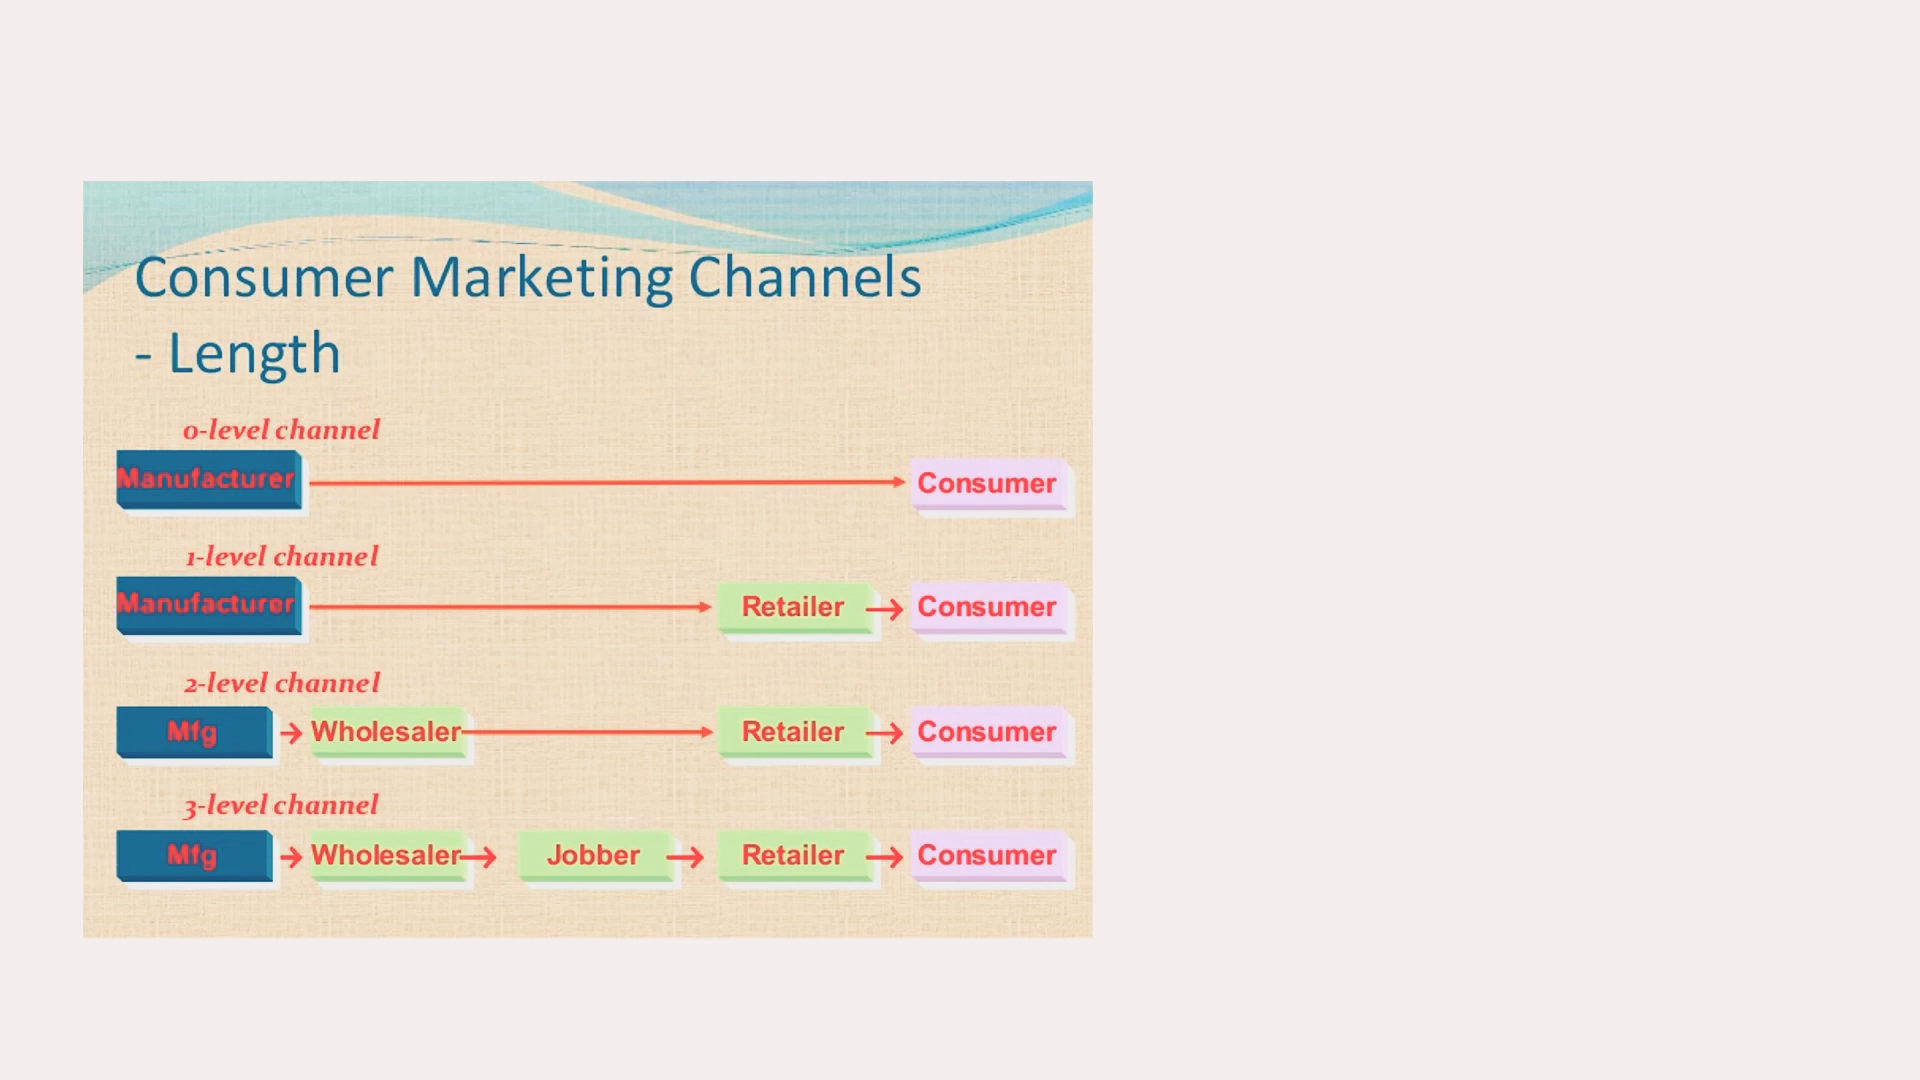 Consumer Marketing Channels
- Length
0-level channel
Manufacturer Consumer
1-level channel
Manufacturer Retailer Consumer
2-level channel
Mfg Wholesaler Retailer Consumer
3-level channel
Mfg Wholesaler Jobber Retailer Consumer